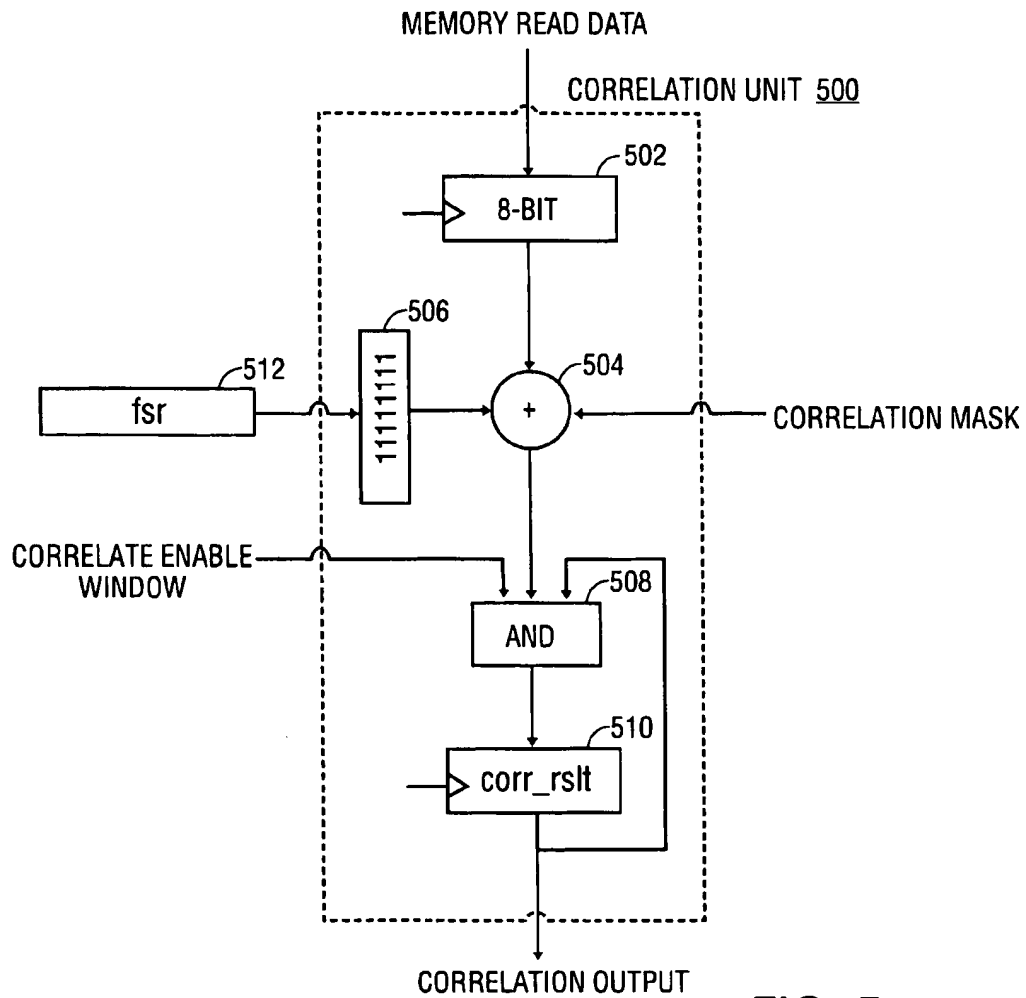 MEMORY READ DATA
CORRELATION UNIT 500
502
8-BIT
506
11111111
504
+
512
fsr
CORRELATION MASK
CORRELATE ENABLE
WINDOW
508
AND
510
corr_rslt
CORRELATION OUTPUT